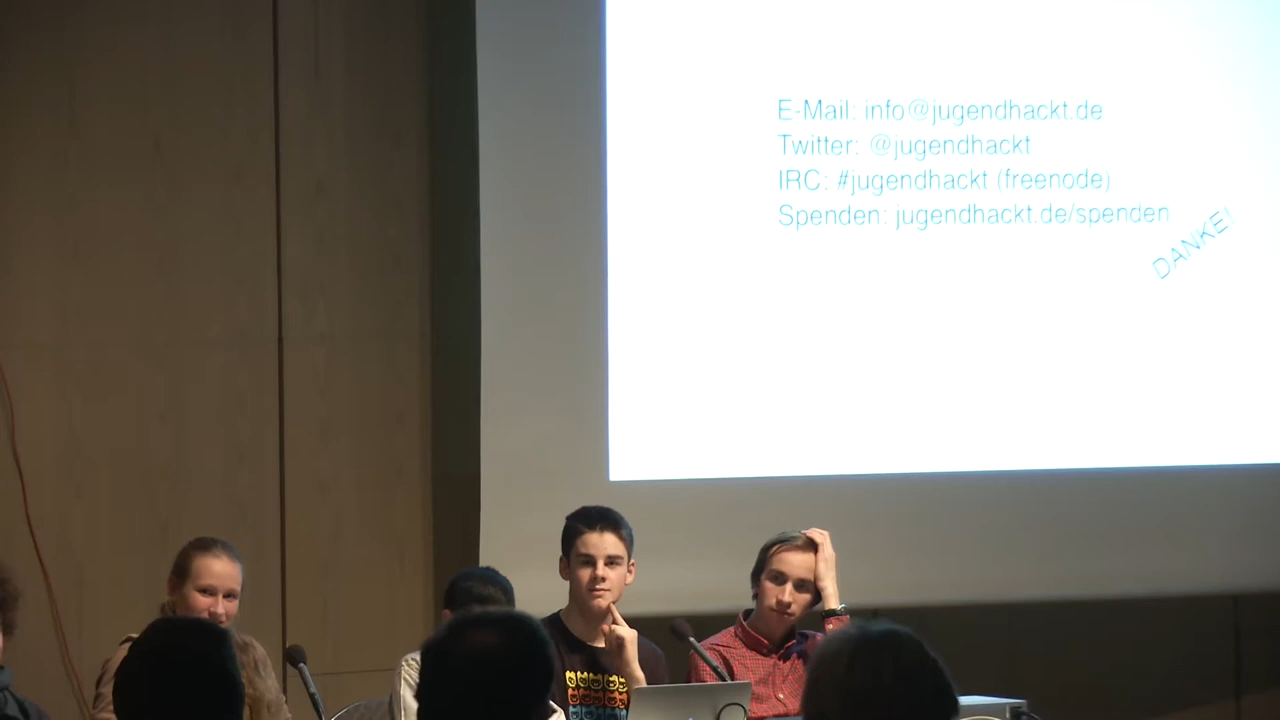 E-Mail: info@jugendhackt.de
Twitter: @jugendhackt
IRC: #jugendhackt (freenode)
Spenden: jugendhackt.de/spenden
DANKE!